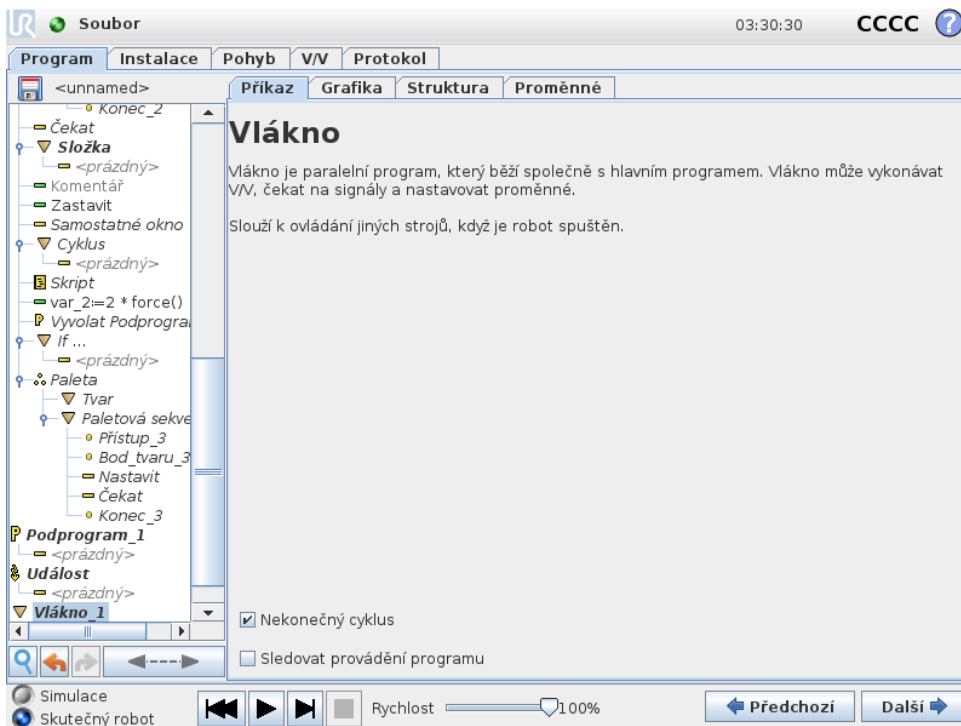 UR Soubor 03:30:30 CCCC ?
Program Instalace Pohyb V/V Protokol
<unnamed> Příkaz Grafika Struktura Proměnné
Konec_2
Čekat
Složka
<prázdný>
Komentář
Zastavit
Samostatné okno
Cyklus
<prázdný>
Skript
var_2:=2 * force()
Vyvolat Podprogra
If ...
<prázdný>
Paleta
Tvar
Paletová sekve
Přístup_3
Bod_tvaru_3
Nastavit
Čekat
Konec_3
P Podprogram_1
<prázdný>
Událost
<prázdný>
Vlákno_1
Vlákno
Vlákno je paralelní program, který běží společně s hlavním programem. Vlákno může vykonávat
V/V, čekat na signály a nastavovat proměnné.
Slouží k ovládání jiných strojů, když je robot spuštěn.
Nekonečný cyklus
Sledovat provádění programu
Simulace
Skutečný robot
Rychlost 100%
Předchozí Další